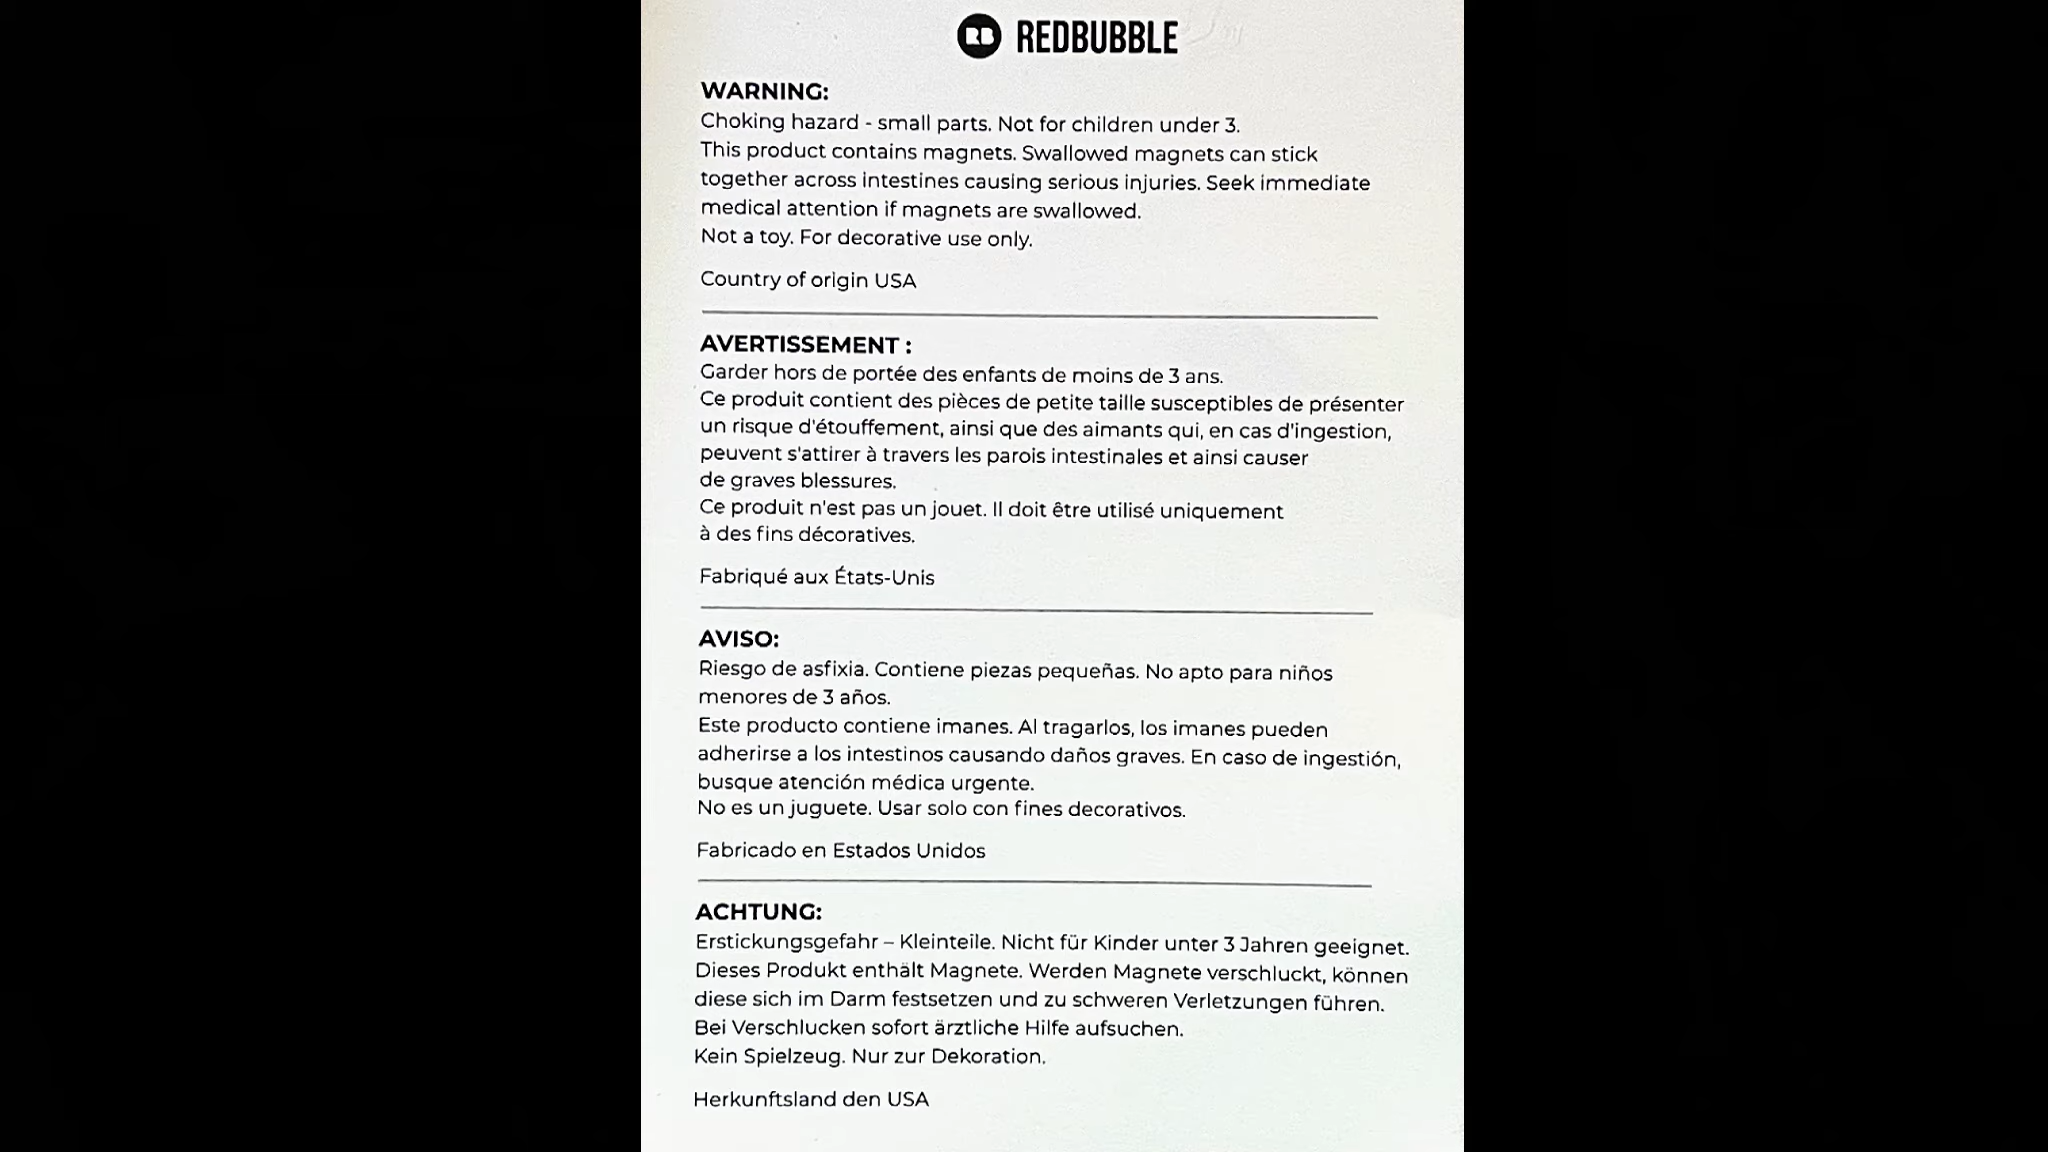 RB REDBUBBLE
WARNING:
Choking hazard - small parts. Not for children under 3.
This product contains magnets. Swallowed magnets can stick
together across intestines causing serious injuries. Seek immediate
medical attention if magnets are swallowed.
Not a toy. For decorative use only.
Country of origin USA
AVERTISSEMENT :
Garder hors de portée des enfants de moins de 3 ans.
Ce produit contient des pièces de petite taille susceptibles de présenter
un risque d'étouffement, ainsi que des aimants qui, en cas d'ingestion,
peuvent s'attirer à travers les parois intestinales et ainsi causer
de graves blessures.
Ce produit n'est pas un jouet. Il doit être utilisé uniquement
à des fins décoratives.
Fabriqué aux États-Unis
AVISO:
Riesgo de asfixia. Contiene piezas pequeñas. No apto para niños
menores de 3 años.
Este producto contiene imanes. Al tragarlos, los imanes pueden
adherirse a los intestinos causando daños graves. En caso de ingestión,
busque atención médica urgente.
No es un juguete. Usar solo con fines decorativos.
Fabricado en Estados Unidos
ACHTUNG:
Erstickungsgefahr – Kleinteile. Nicht für Kinder unter 3 Jahren geeignet.
Dieses Produkt enthält Magnete. Werden Magnete verschluckt, können
diese sich im Darm festsetzen und zu schweren Verletzungen führen.
Bei Verschlucken sofort ärztliche Hilfe aufsuchen.
Kein Spielzeug. Nur zur Dekoration.
Herkunftsland den USA